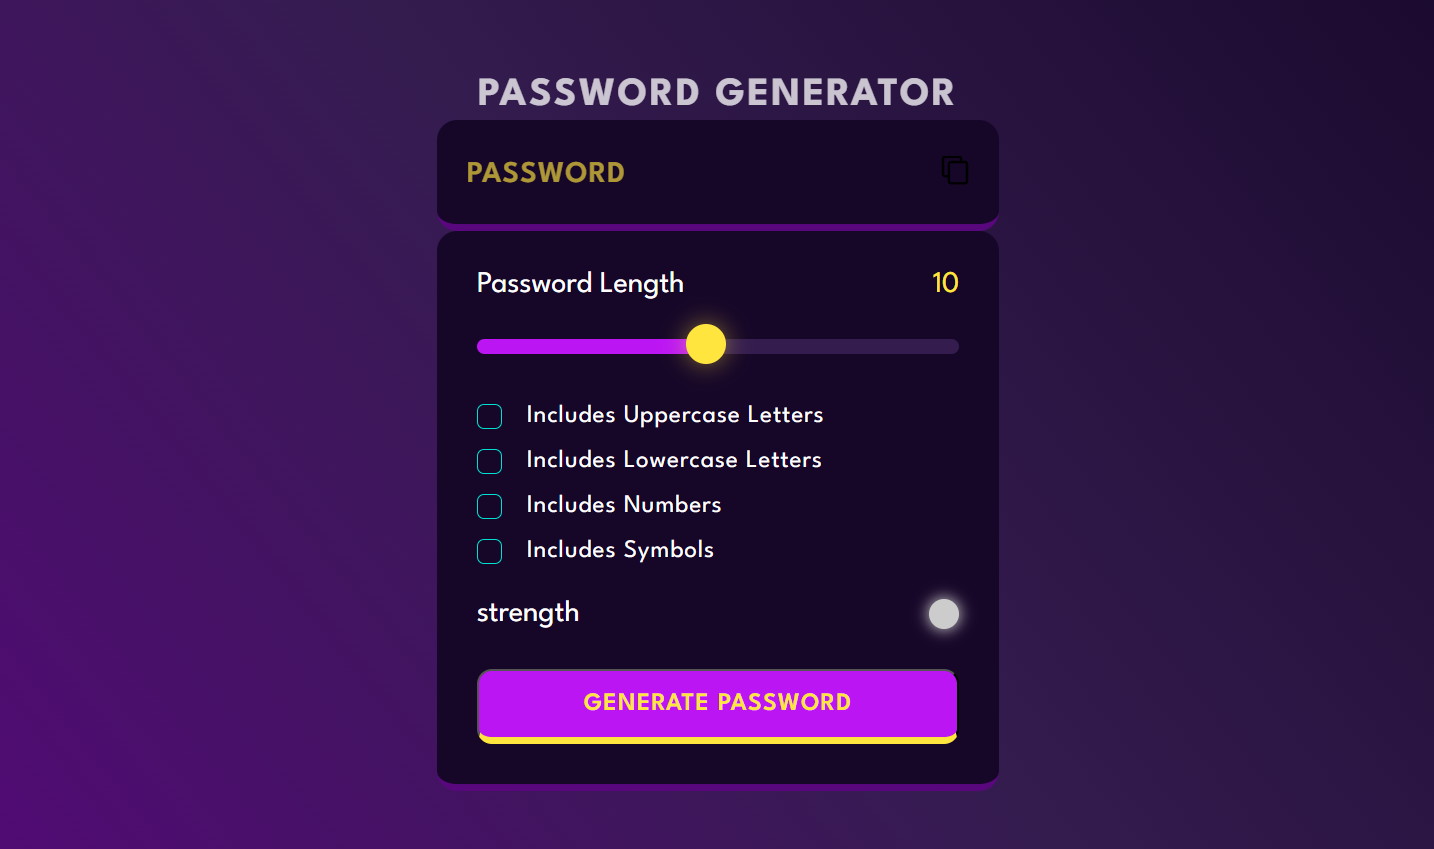 PASSWORD GENERATOR
PASSWORD
Password Length 10
Includes Uppercase Letters
Includes Lowercase Letters
Includes Numbers
Includes Symbols
strength
GENERATE PASSWORD